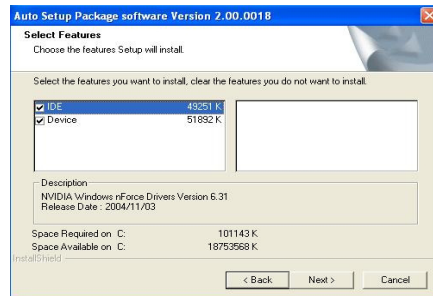 Auto Setup Package software Version 2.00.0018
Select Features
Choose the features Setup will install.
Select the features you want to install, clear the features you do not want to install.
IDE 49251 K
Device 51892 K
Description
NVIDIA Windows nForce Drivers Version 6.31
Release Date : 2004/11/03
Space Required on C: 101143 K
Space Available on C: 18753568 K
InstallShield
< Back Next > Cancel